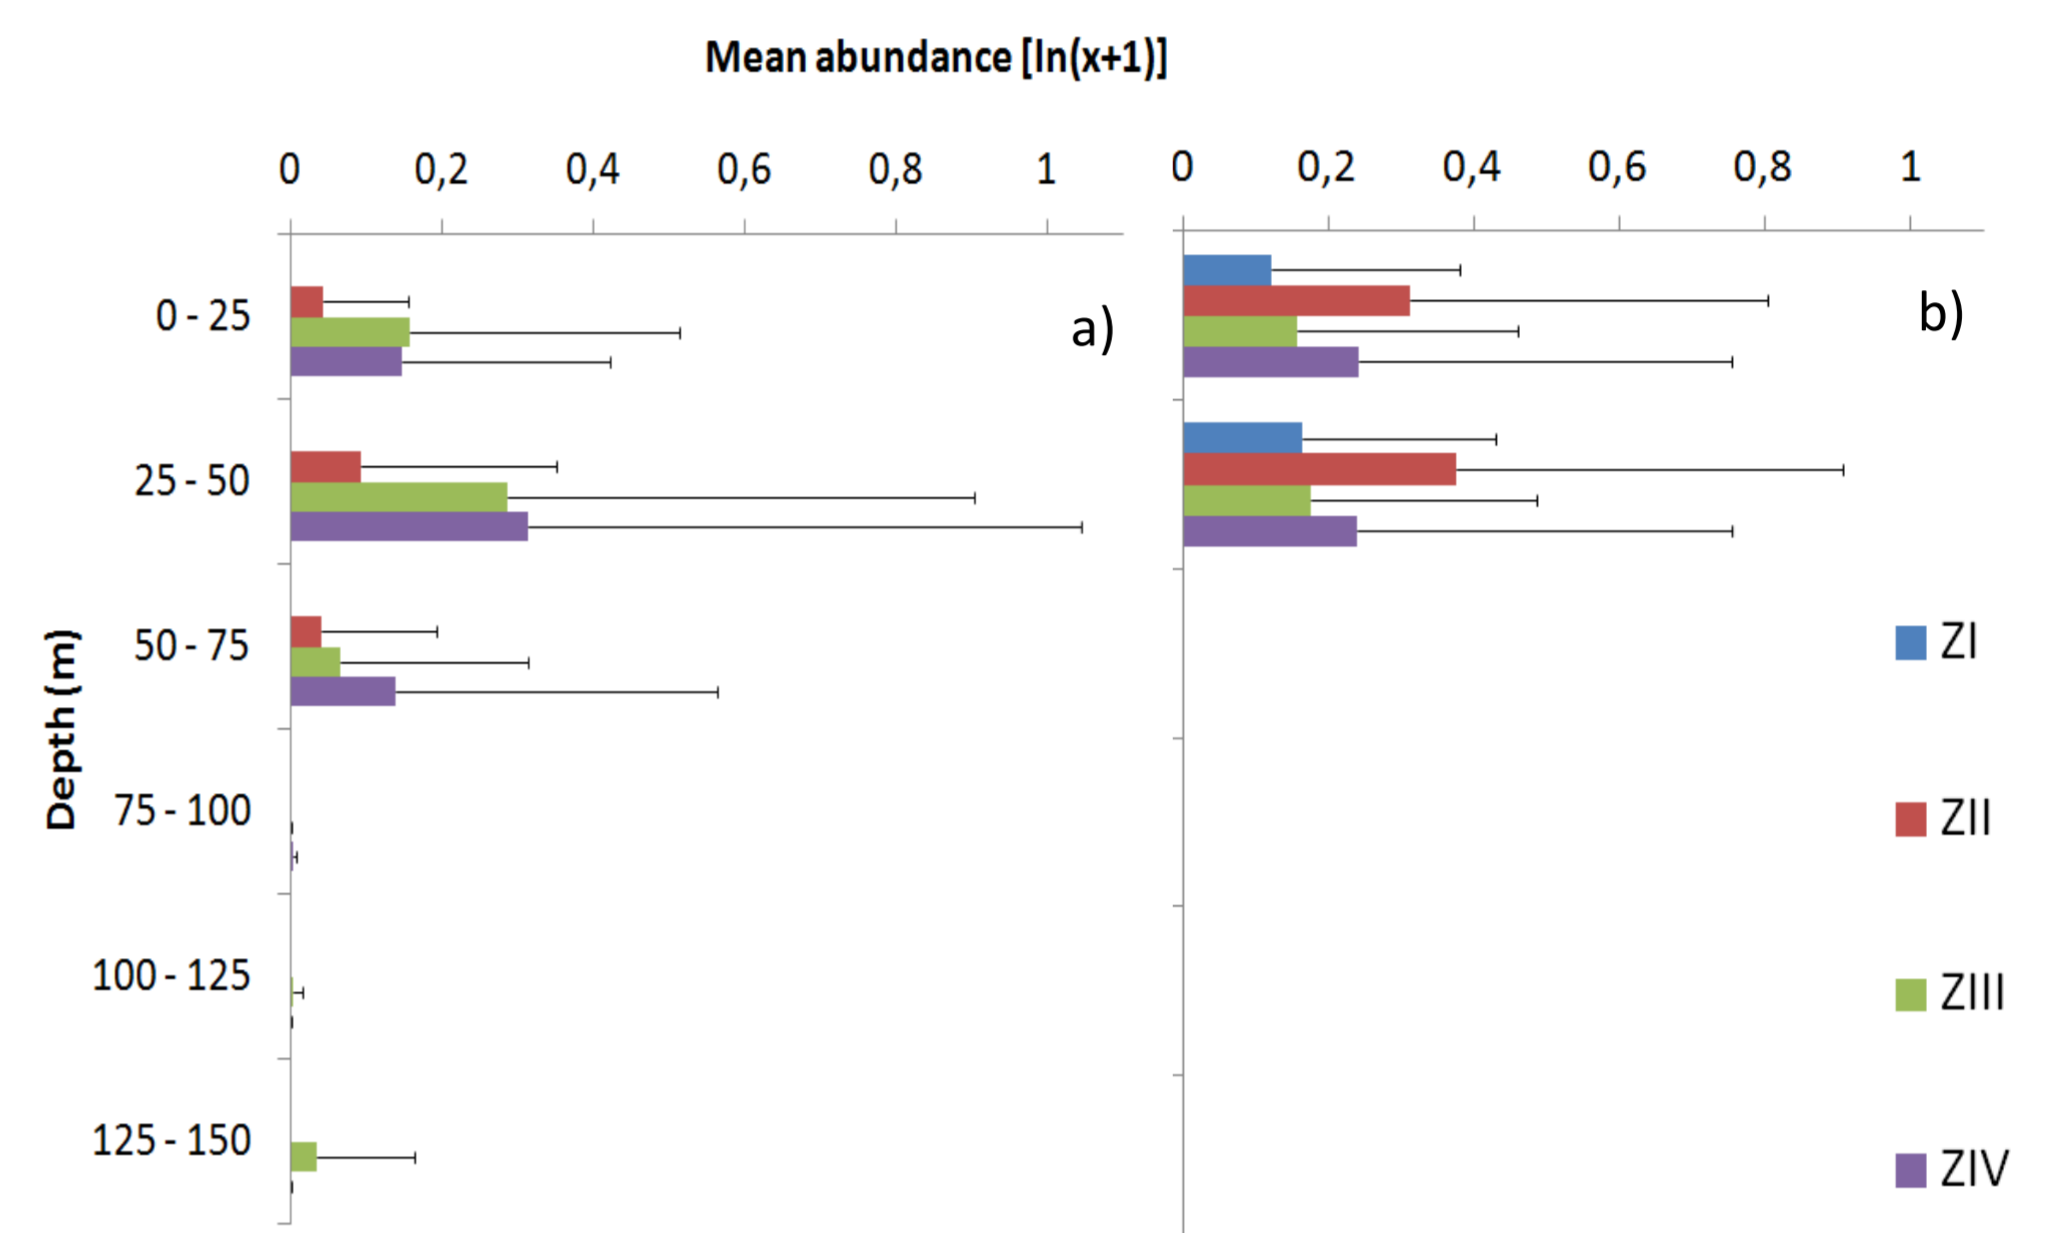 Mean abundance [ln(x+1)]
0 0,2 0,4 0,6 0,8 1
0 0,2 0,4 0,6 0,8 1
a)
b)
Depth (m)
0 - 25
25 - 50
50 - 75
75 - 100
100 - 125
125 - 150
ZI
ZII
ZIII
ZIV